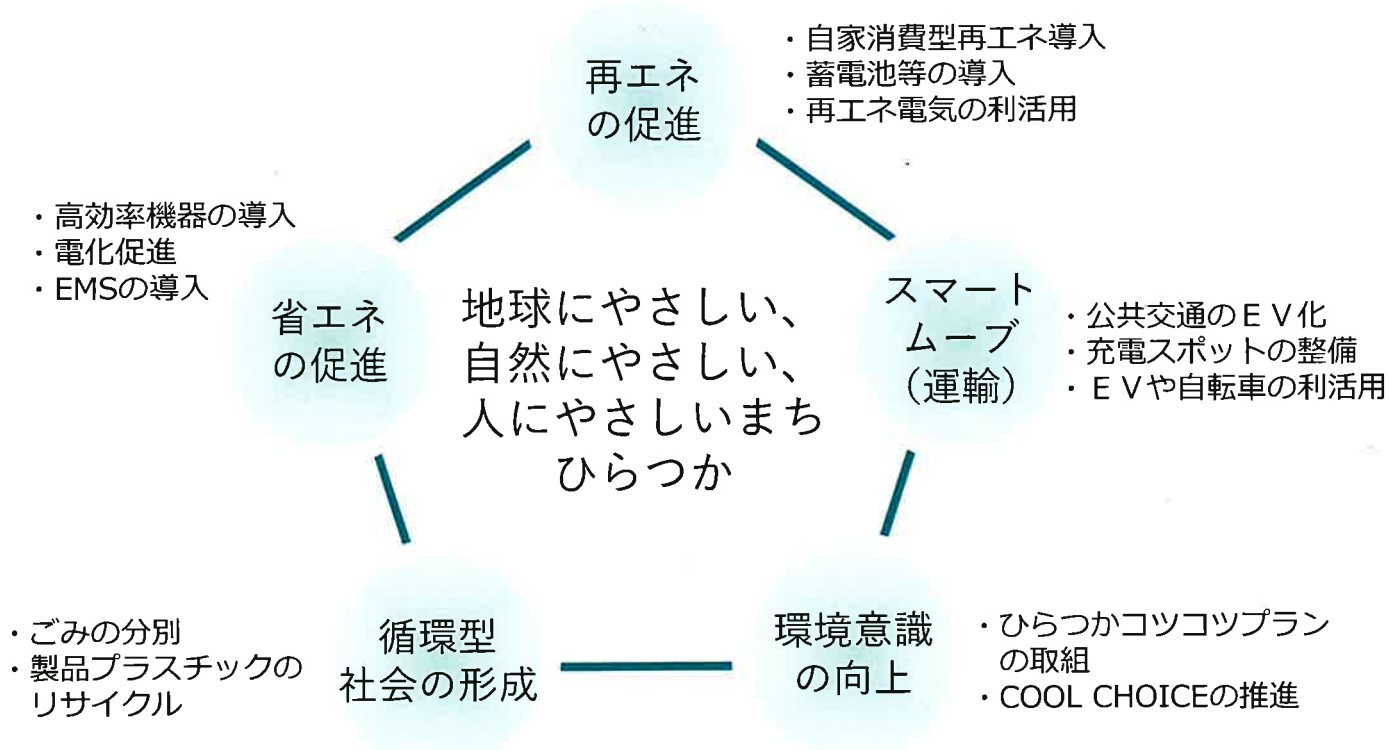 再エネ
の促進
・自家消費型再エネ導入
・蓄電池等の導入
・再エネ電気の利活用
・高効率機器の導入
・電化促進
・EMSの導入
省エネ
の促進
地球にやさしい、
自然にやさしい、
人にやさしいまち
ひらつか
スマート
ムーブ
（運輸）
・公共交通のＥＶ化
・充電スポットの整備
・ＥＶや自転車の利活用
・ごみの分別
・製品プラスチックの
リサイクル
循環型
社会の形成
環境意識
の向上
・ひらつかコツコツプラン
の取組
・COOL CHOICEの推進